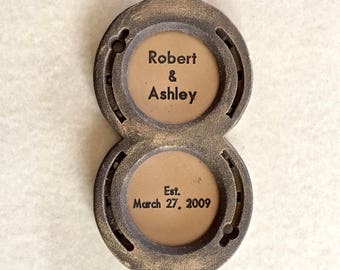 Robert
&
Ashley
Est.
March 27, 2009